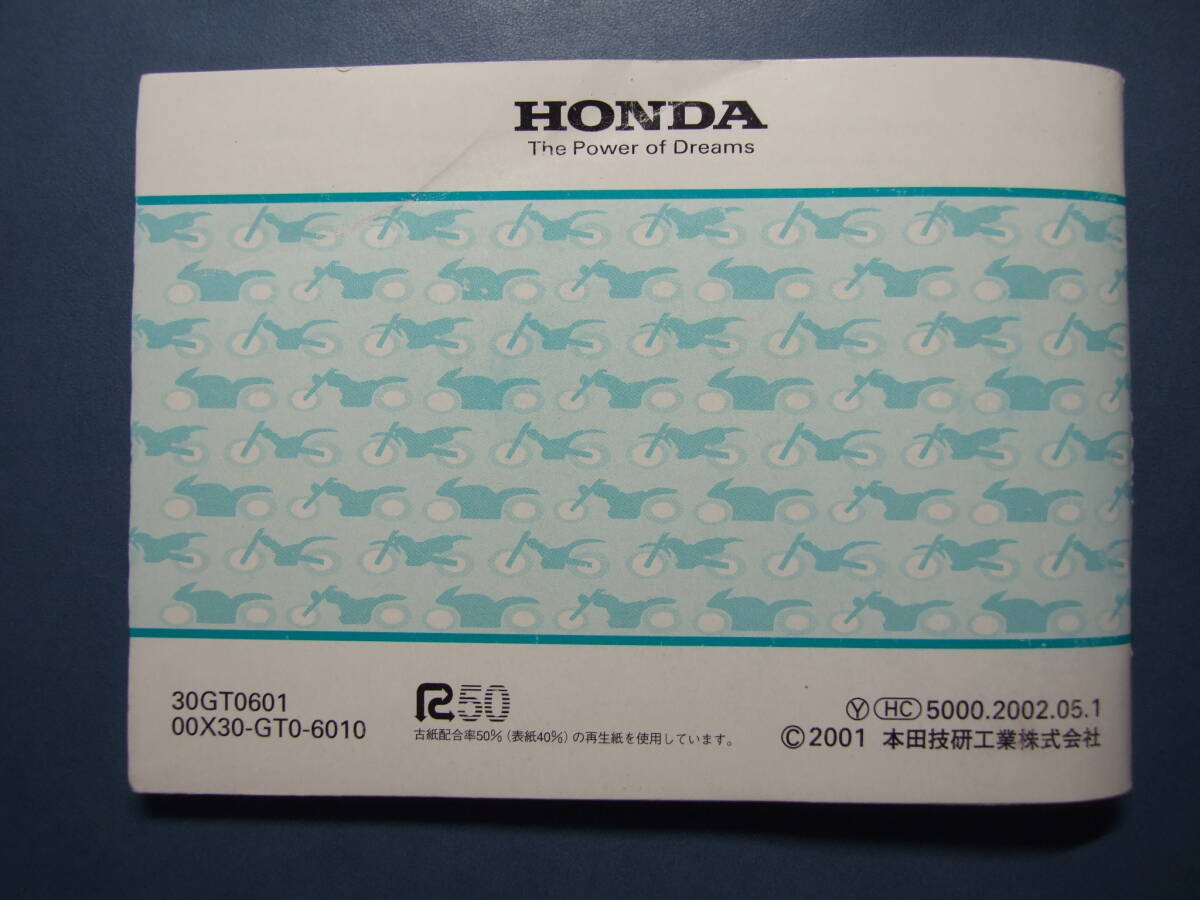 HONDA
The Power of Dreams
30GT0601
00X30-GT0-6010
R50
古紙配合率50%(表紙40%)の再生紙を使用しています。
Ⓨ HC 5000.2002.05.1
©2001 本田技研工業株式会社